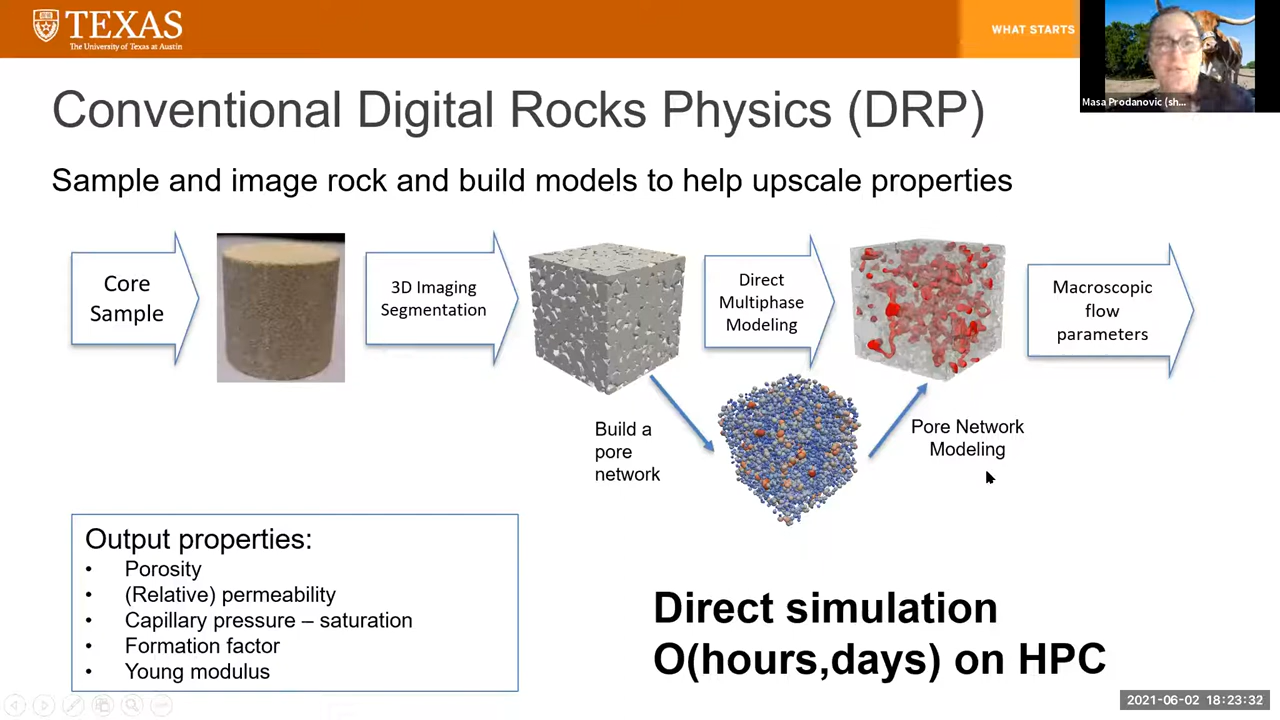 TEXAS
The University of Texas at Austin
WHAT STARTS
Masa Prodanovic (sh...
Conventional Digital Rocks Physics (DRP)
Sample and image rock and build models to help upscale properties
Core
Sample
3D Imaging
Segmentation
Direct
Multiphase
Modeling
Macroscopic
flow
parameters
Build a
pore
network
Pore Network
Modeling
Output properties:
• Porosity
• (Relative) permeability
• Capillary pressure – saturation
• Formation factor
• Young modulus
Direct simulation
O(hours,days) on HPC
2021-06-02 18:23:32